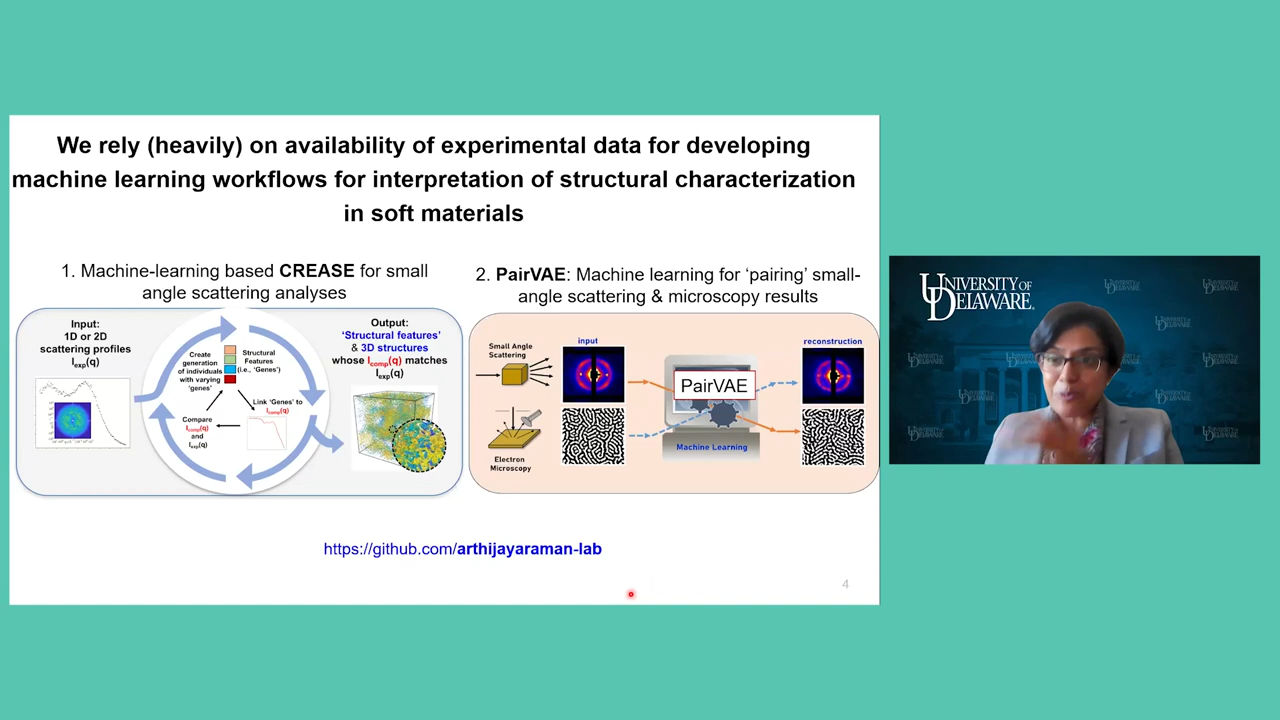 We rely (heavily) on availability of experimental data for developing
machine learning workflows for interpretation of structural characterization
in soft materials
1. Machine-learning based CREASE for small
angle scattering analyses
Input:
1D or 2D
scattering profiles
Iexp(q)
Create
generation
of individuals
with varying
'genes'
Structural
Features
(i.e., 'Genes')
Link 'Genes' to
Icomp(q)
Compare
Icomp(q)
and
Iexp(q)
Output:
'Structural features'
& 3D structures
whose Icomp(q) matches
Iexp(q)
2. PairVAE: Machine learning for 'pairing' small-
angle scattering & microscopy results
Small Angle
Scattering
Electron
Microscopy
input
PairVAE
Machine Learning
reconstruction
https://github.com/arthijayaraman-lab
4
UNIVERSITY OF
DELAWARE